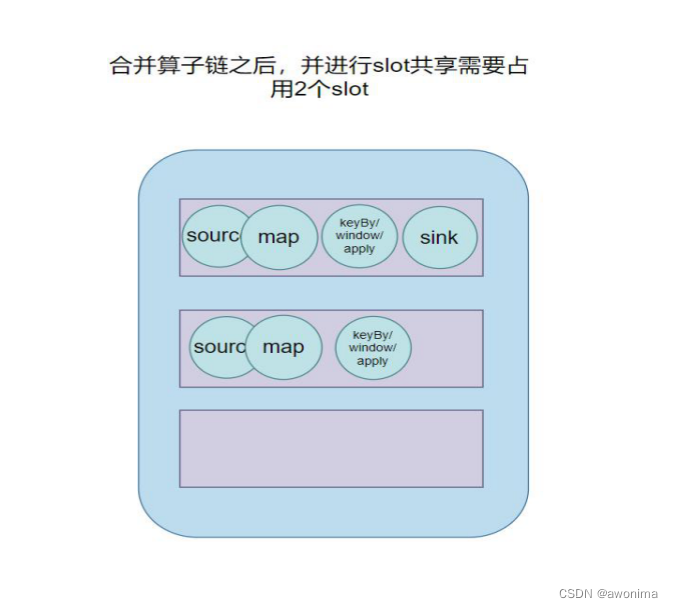 合并算子链之后，并进行slot共享需要占
用2个slot
sourc
map
keyBy/
window/
apply
sink
sourc
map
keyBy/
window/
apply
CSDN @awonima